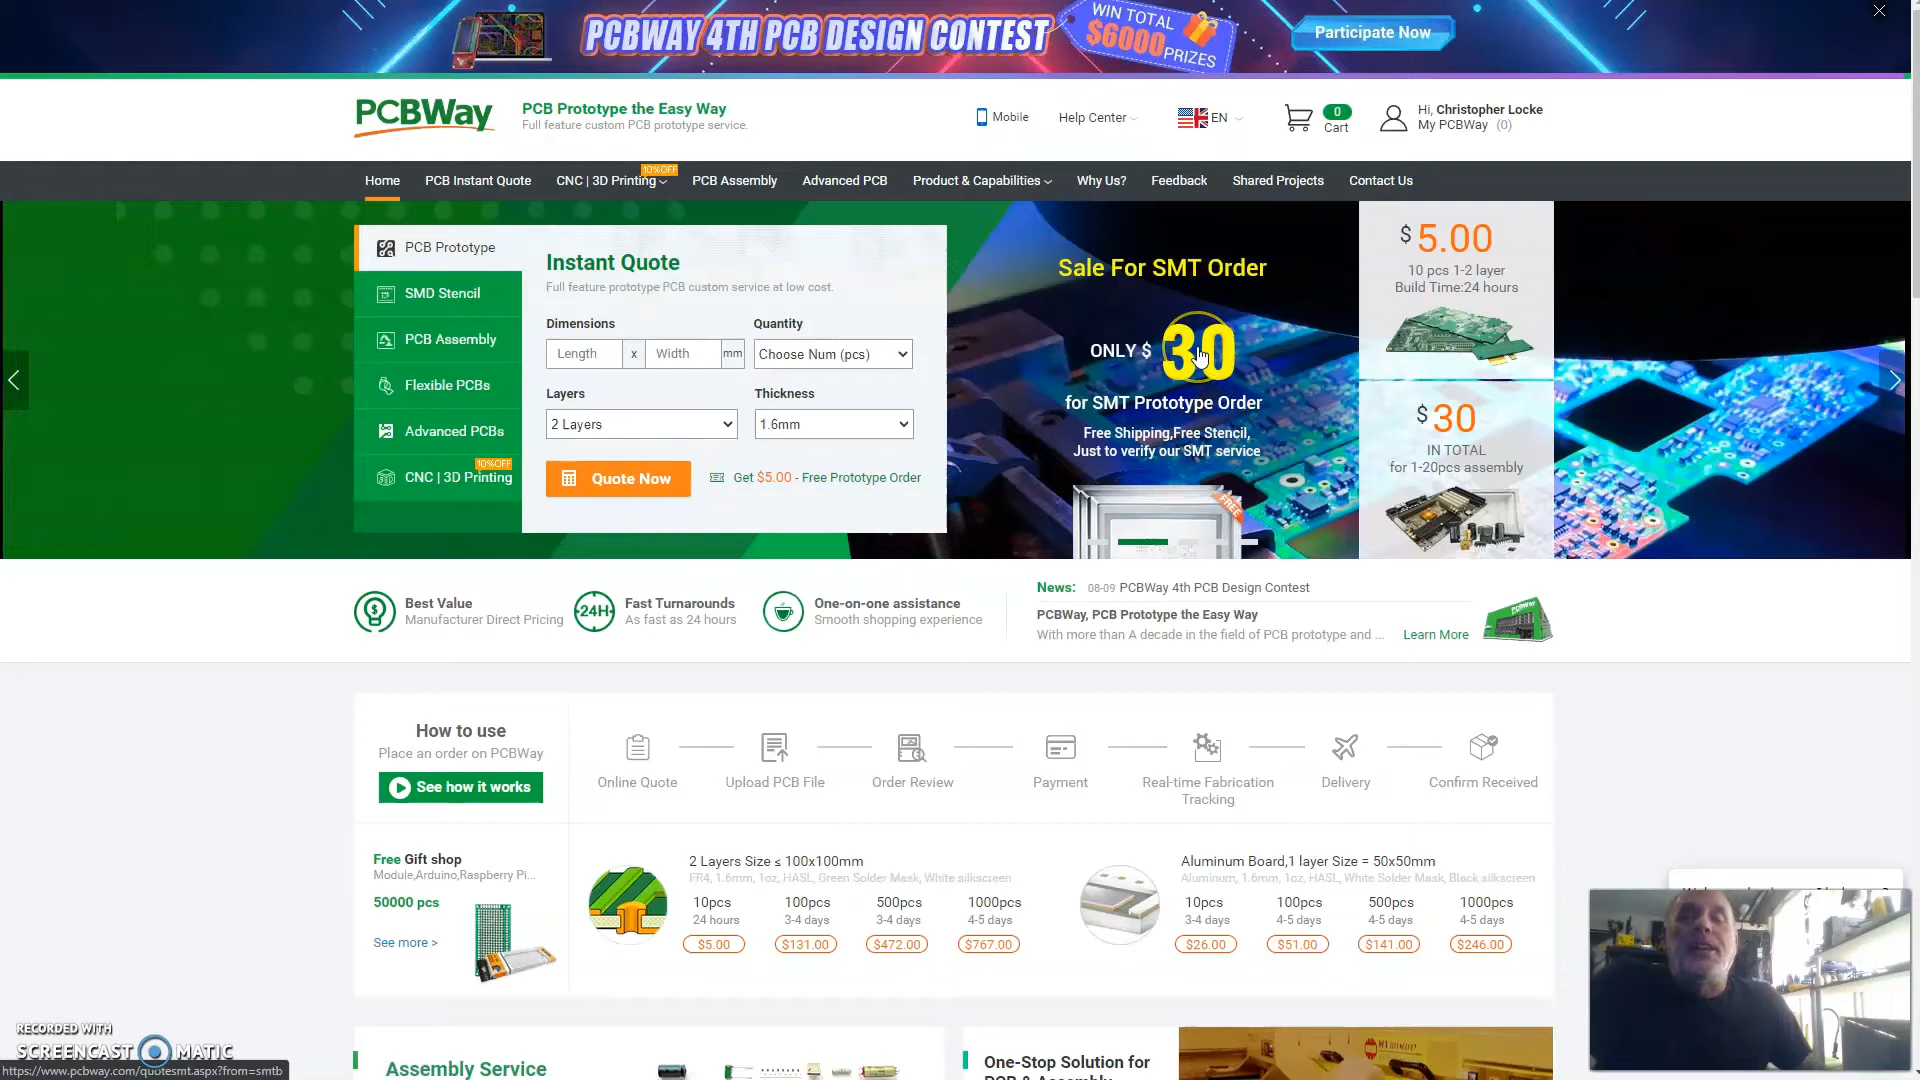 PCBWAY 4TH PCB DESIGN CONTEST
WIN TOTAL
$6000
PRIZES
Participate Now
PCBWay
PCB Prototype the Easy Way
Full feature custom PCB prototype service.
Mobile
Help Center
EN
0
Cart
Hi, Christopher Locke
My PCBWay (0)
Home
PCB Instant Quote
CNC | 3D Printing
10%OFF
PCB Assembly
Advanced PCB
Product & Capabilities
Why Us?
Feedback
Shared Projects
Contact Us
PCB Prototype
SMD Stencil
PCB Assembly
Flexible PCBs
Advanced PCBs
10%OFF
CNC | 3D Printing
Instant Quote
Full feature prototype PCB custom service at low cost.
Dimensions
Quantity
Length x Width mm
Choose Num (pcs)
Layers
Thickness
2 Layers
1.6mm
Quote Now
Get $5.00 - Free Prototype Order
Sale For SMT Order
ONLY $ 30
for SMT Prototype Order
Free Shipping,Free Stencil,
Just to verify our SMT service
FREE
$ 5.00
10 pcs 1-2 layer
Build Time:24 hours
$ 30
IN TOTAL
for 1-20pcs assembly
Best Value
Manufacturer Direct Pricing
24H
Fast Turnarounds
As fast as 24 hours
One-on-one assistance
Smooth shopping experience
News: 08-09 PCBWay 4th PCB Design Contest
PCBWay, PCB Prototype the Easy Way
With more than A decade in the field of PCB prototype and ...
Learn More
How to use
Place an order on PCBWay
See how it works
Online Quote
Upload PCB File
Order Review
Payment
Real-time Fabrication
Tracking
Delivery
Confirm Received
Free Gift shop
Module,Arduino,Raspberry Pi...
50000 pcs
See more >
2 Layers Size ≤ 100x100mm
FR4, 1.6mm, 1oz, HASL, Green Solder Mask, White silkscreen
10pcs 100pcs 500pcs 1000pcs
24 hours 3-4 days 3-4 days 4-5 days
$5.00 $131.00 $472.00 $767.00
Aluminum Board,1 layer Size = 50x50mm
Aluminum, 1.6mm, 1oz, HASL, White Solder Mask, Black silkscreen
10pcs 100pcs 500pcs 1000pcs
3-4 days 4-5 days 4-5 days 4-5 days
$26.00 $51.00 $141.00 $246.00
Assembly Service
One-Stop Solution for
PCB & Assembly
RECORDED WITH
SCREENCAST MATIC
https://www.pcbway.com/quotesmt.aspx?from=smtb